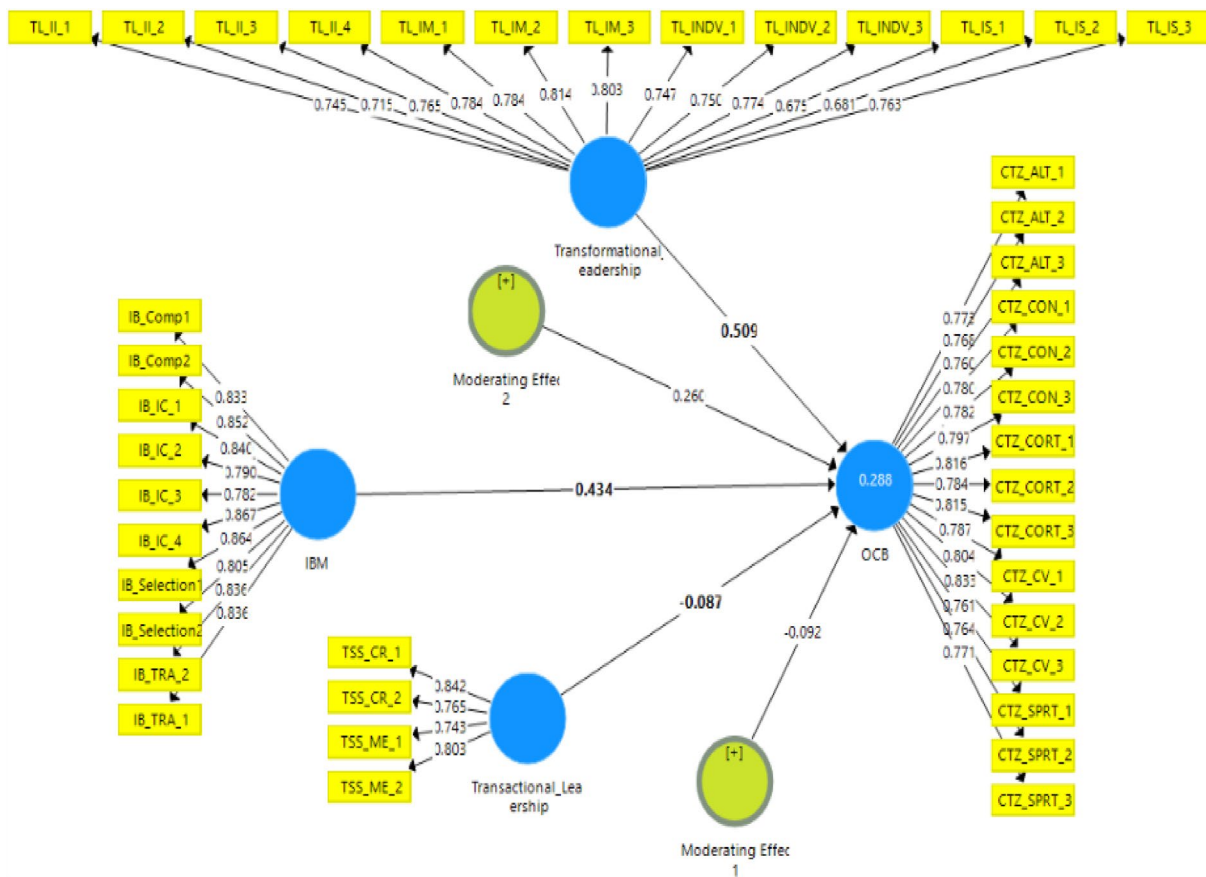 TL_II_1
TL_II_2
TL_II_3
TL_II_4
TL_IM_1
TL_IM_2
TL_IM_3
TL_INDV_1
TL_INDV_2
TL_INDV_3
TL_IS_1
TL_IS_2
TL_IS_3
0.745
0.715
0.765
0.784
0.784
0.814
0.803
0.747
0.750
0.774
0.675
0.681
0.763
Transformational_
eadership
[+]
Moderating Effec
2
0.509
0.260
IB_Comp1
IB_Comp2
IB_IC_1
IB_IC_2
IB_IC_3
IB_IC_4
IB_Selection1
IB_Selection2
IB_TRA_2
IB_TRA_1
0.833
0.852
0.840
0.790
0.782
0.867
0.864
0.805
0.836
0.836
IBM
0.434
0.288
OCB
-0.087
-0.092
TSS_CR_1
TSS_CR_2
TSS_ME_1
TSS_ME_2
0.842
0.765
0.743
0.803
Transactional_Lea
ership
[+]
Moderating Effec
1
CTZ_ALT_1
CTZ_ALT_2
CTZ_ALT_3
CTZ_CON_1
CTZ_CON_2
CTZ_CON_3
CTZ_CORT_1
CTZ_CORT_2
CTZ_CORT_3
CTZ_CV_1
CTZ_CV_2
CTZ_CV_3
CTZ_SPRT_1
CTZ_SPRT_2
CTZ_SPRT_3
0.773
0.768
0.760
0.780
0.782
0.797
0.816
0.784
0.815
0.787
0.804
0.833
0.761
0.764
0.771